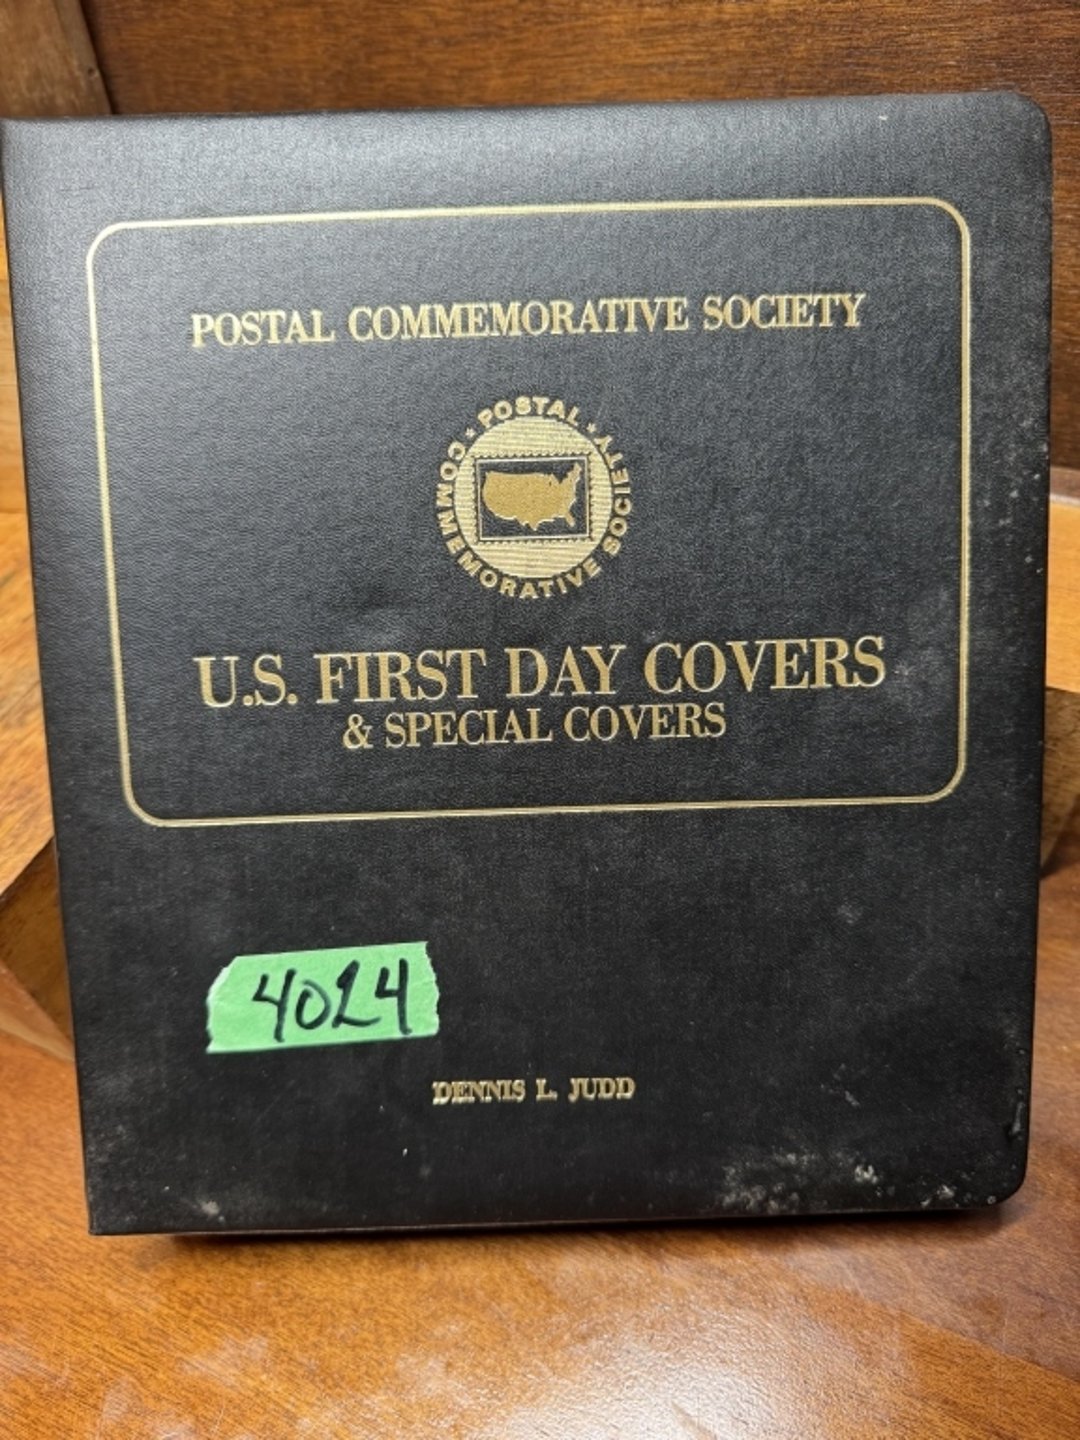 POSTAL COMMEMORATIVE SOCIETY
★ POSTAL ★ COMMEMORATIVE SOCIETY
U.S. FIRST DAY COVERS
& SPECIAL COVERS
4024
DENNIS L. JUDD